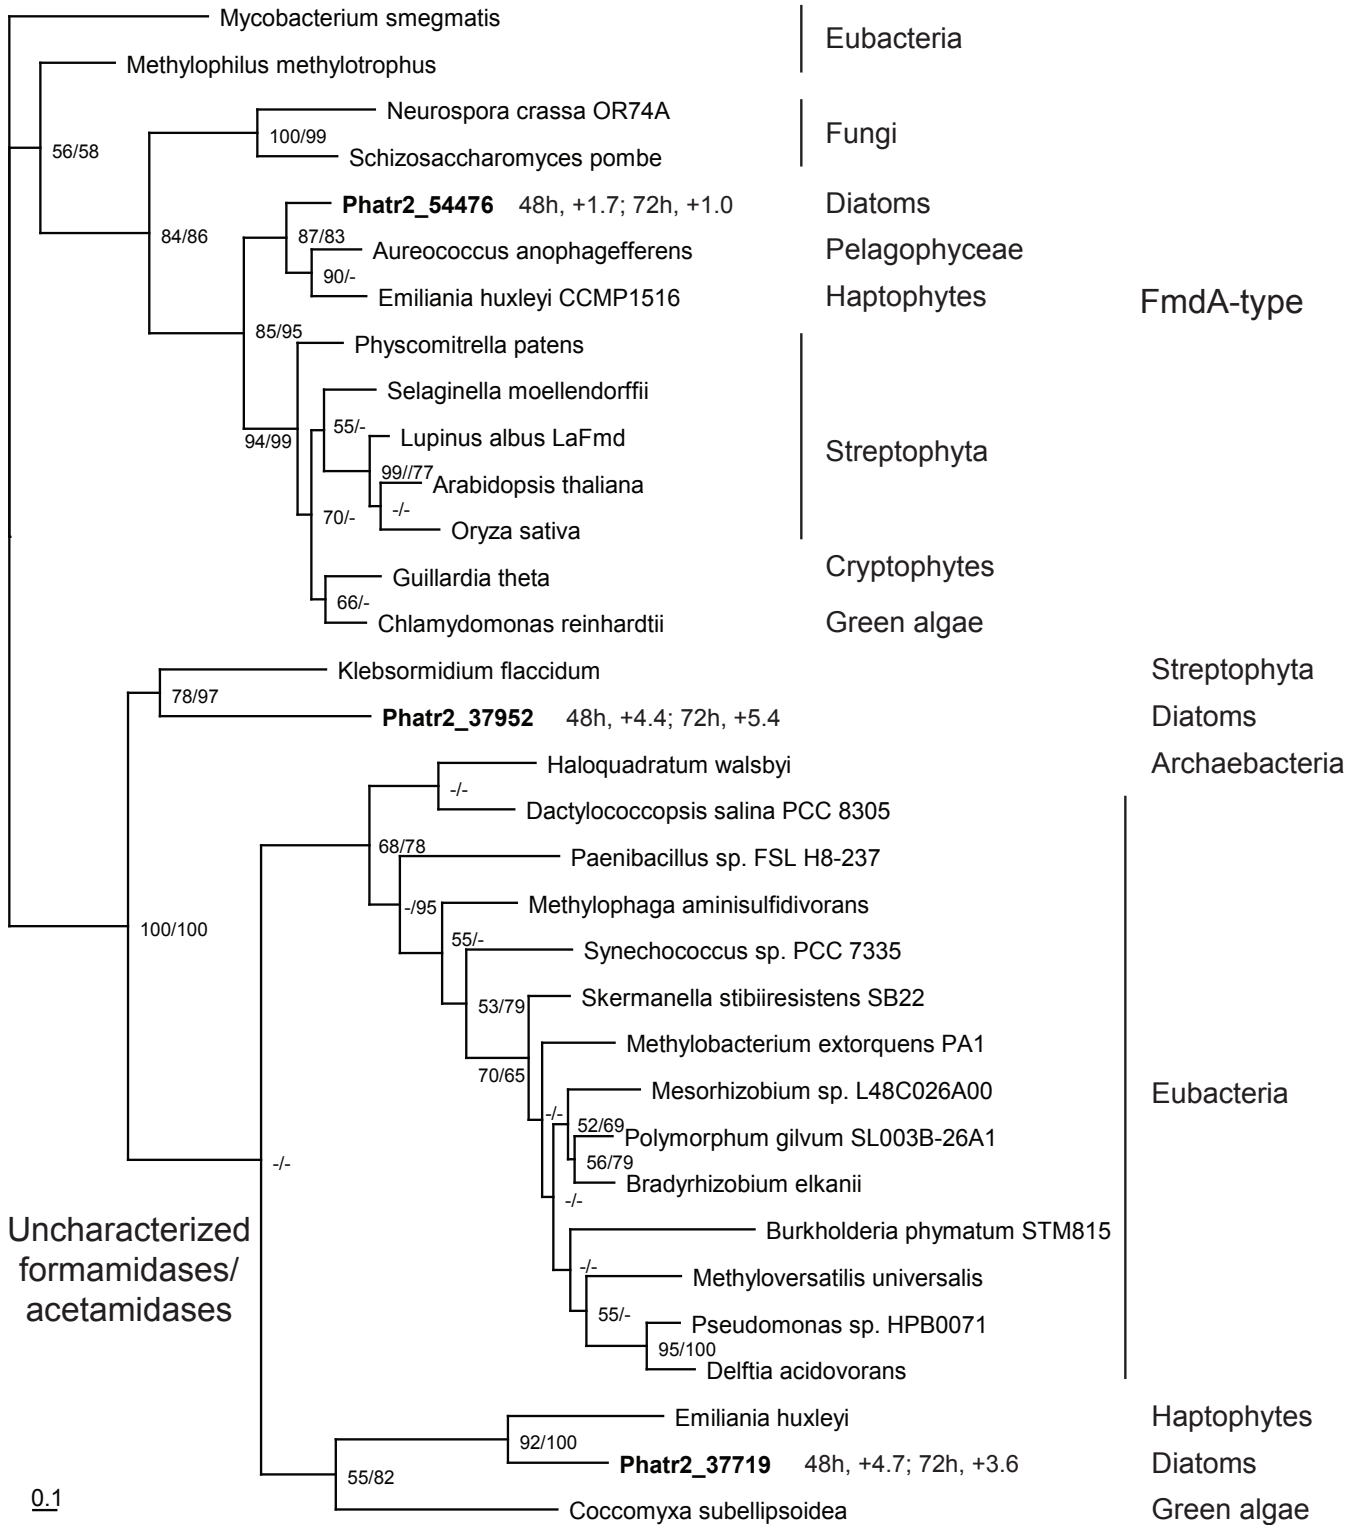 Mycobacterium smegmatis
Eubacteria
Methylophilus methylotrophus
56/58
Neurospora crassa OR74A
100/99
Fungi
Schizosaccharomyces pombe
84/86
Phatr2_54476 48h, +1.7; 72h, +1.0 Diatoms
87/83
Aureococcus anophagefferens Pelagophyceae
90/-
Emiliania huxleyi CCMP1516 Haptophytes
FmdA-type
85/95
Physcomitrella patens
Selaginella moellendorffii
55/-
94/99
Lupinus albus LaFmd
Streptophyta
99//77
Arabidopsis thaliana
-/-
70/-
Oryza sativa
Cryptophytes
Guillardia theta
66/-
Chlamydomonas reinhardtii Green algae
Klebsormidium flaccidum Streptophyta
78/97
Phatr2_37952 48h, +4.4; 72h, +5.4 Diatoms
Haloquadratum walsbyi Archaebacteria
-/-
Dactylococcopsis salina PCC 8305
68/78
Paenibacillus sp. FSL H8-237
-/95
Methylophaga aminisulfidivorans
100/100
55/-
Synechococcus sp. PCC 7335
Skermanella stibiiresistens SB22
53/79
Methylobacterium extorquens PA1
70/65
Mesorhizobium sp. L48C026A00
Eubacteria
-/-
52/69
Polymorphum gilvum SL003B-26A1
56/79
-/-
Bradyrhizobium elkanii
-/-
Uncharacterized
formamidases/
acetamidases
Burkholderia phymatum STM815
-/-
Methyloversatilis universalis
55/-
Pseudomonas sp. HPB0071
95/100
Delftia acidovorans
Emiliania huxleyi Haptophytes
92/100
Phatr2_37719 48h, +4.7; 72h, +3.6 Diatoms
55/82
0.1
Coccomyxa subellipsoidea Green algae